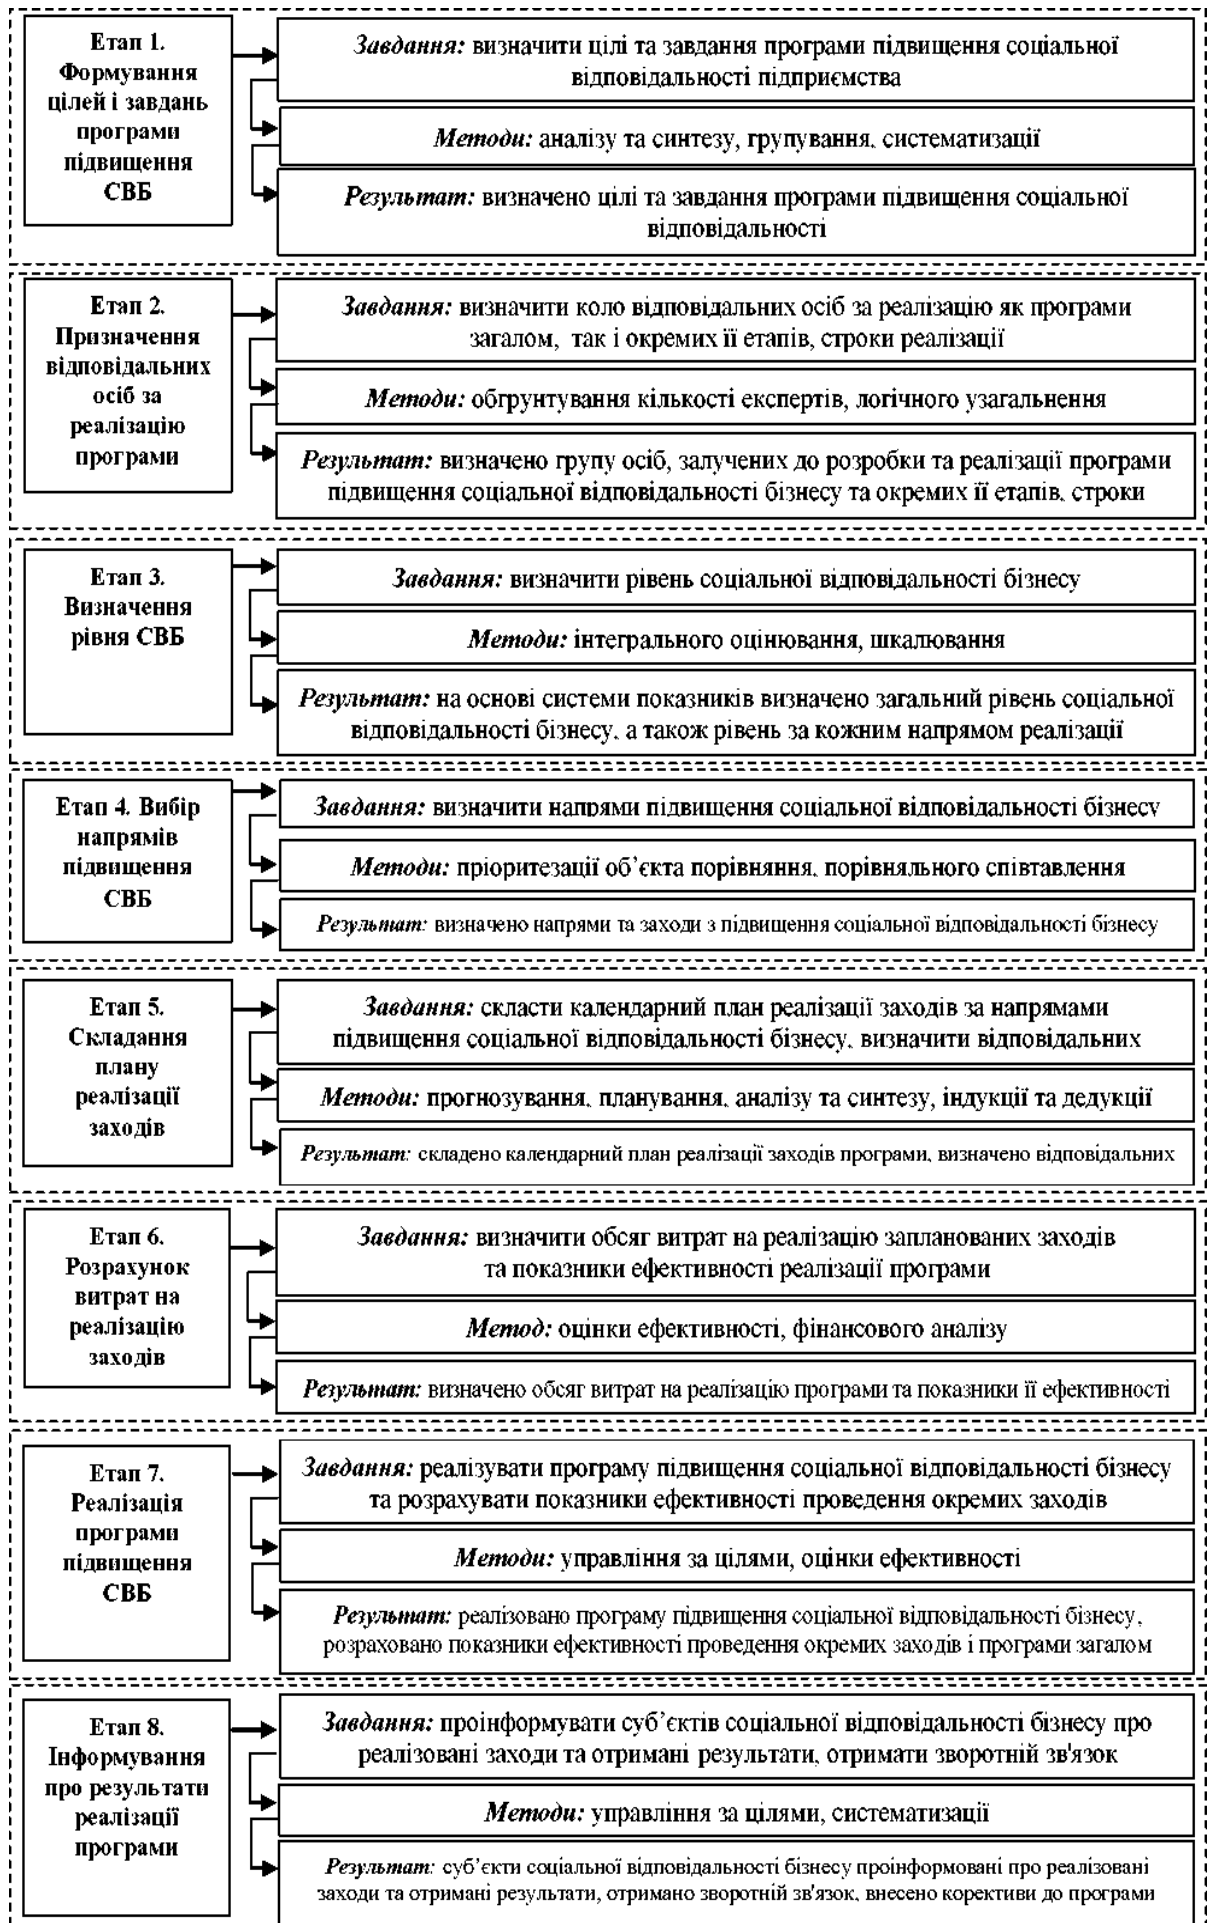 Етап 1.
Формування
цілей і завдань
програми
підвищення
СВБ
Завдання: визначити цілі та завдання програми підвищення соціальної
відповідальності підприємства
Методи: аналізу та синтезу, групування, систематизації
Результат: визначено цілі та завдання програми підвищення соціальної
відповідальності
Етап 2.
Призначення
відповідальних
осіб за
реалізацію
програми
Завдання: визначити коло відповідальних осіб за реалізацію як програми
загалом, так і окремих її етапів, строки реалізації
Методи: обгрунтування кількості експертів, логічного узагальнення
Результат: визначено групу осіб, залучених до розробки та реалізації програми
підвищення соціальної відповідальності бізнесу та окремих її етапів, строки
Етап 3.
Визначення
рівня СВБ
Завдання: визначити рівень соціальної відповідальності бізнесу
Методи: інтегрального оцінювання, шкалювання
Результат: на основі системи показників визначено загальний рівень соціальної
відповідальності бізнесу, а також рівень за кожним напрямом реалізації
Етап 4. Вибір
напрямів
підвищення
СВБ
Завдання: визначити напрями підвищення соціальної відповідальності бізнесу
Методи: пріоритезації об’єкта порівняння, порівняльного співтавлення
Результат: визначено напрями та заходи з підвищення соціальної відповідальності бізнесу
Етап 5.
Складання
плану
реалізації
заходів
Завдання: скласти календарний план реалізації заходів за напрямами
підвищення соціальної відповідальності бізнесу, визначити відповідальних
Методи: прогнозування, планування, аналізу та синтезу, індукції та дедукції
Результат: складено календарний план реалізації заходів програми, визначено відповідальних
Етап 6.
Розрахунок
витрат на
реалізацію
заходів
Завдання: визначити обсяг витрат на реалізацію запланованих заходів
та показники ефективності реалізації програми
Метод: оцінки ефективності, фінансового аналізу
Результат: визначено обсяг витрат на реалізацію програми та показники її ефективності
Етап 7.
Реалізація
програми
підвищення
СВБ
Завдання: реалізувати програму підвищення соціальної відповідальності бізнесу
та розрахувати показники ефективності проведення окремих заходів
Методи: управління за цілями, оцінки ефективності
Результат: реалізовано програму підвищення соціальної відповідальності бізнесу,
розраховано показники ефективності проведення окремих заходів і програми загалом
Етап 8.
Інформування
про результати
реалізації
програми
Завдання: проінформувати суб’єктів соціальної відповідальності бізнесу про
реалізовані заходи та отримані результати, отримати зворотній зв'язок
Методи: управління за цілями, систематизації
Результат: суб’єкти соціальної відповідальності бізнесу проінформовані про реалізовані
заходи та отримані результати, отримано зворотній зв'язок, внесено корективи до програми